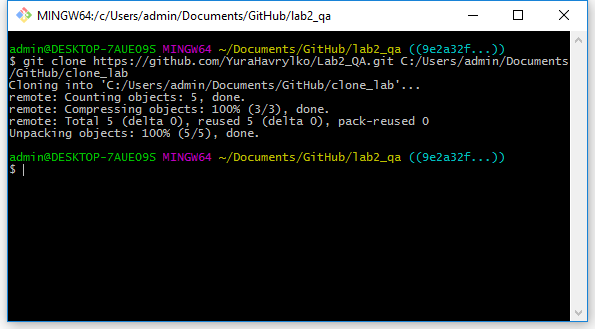 MINGW64:/c/Users/admin/Documents/GitHub/lab2_qa
admin@DESKTOP-7AUE09S MINGW64 ~/Documents/GitHub/lab2_qa ((9e2a32f...))
$ git clone https://github.com/YuraHavrylko/Lab2_QA.git C:/Users/admin/Documents
/GitHub/clone_lab
Cloning into 'C:/Users/admin/Documents/GitHub/clone_lab'...
remote: Counting objects: 5, done.
remote: Compressing objects: 100% (3/3), done.
remote: Total 5 (delta 0), reused 5 (delta 0), pack-reused 0
Unpacking objects: 100% (5/5), done.
admin@DESKTOP-7AUE09S MINGW64 ~/Documents/GitHub/lab2_qa ((9e2a32f...))
$